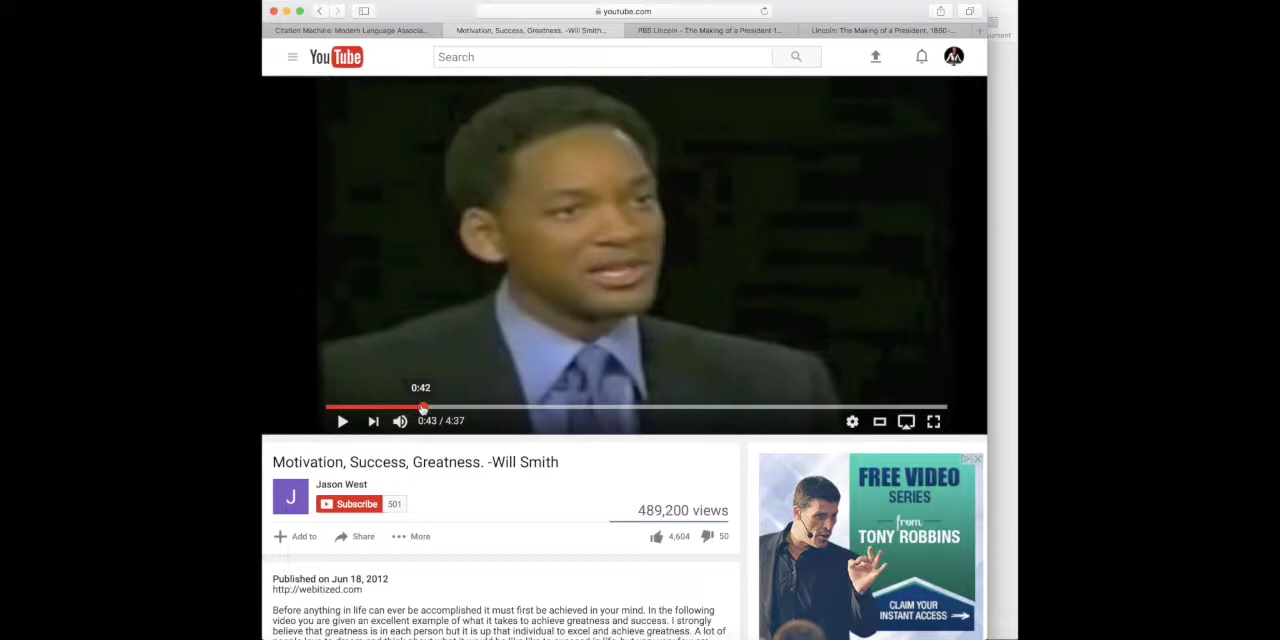 youtube.com
Citation Machine: Modern Language Associa...
Motivation, Success, Greatness. -Will Smith...
PBS Lincoln - The Making of a President 1...
Lincoln: The Making of a President, 1860-...
YouTube
Search
0:42
0:43 / 4:37
Motivation, Success, Greatness. -Will Smith
J
Jason West
Subscribe 501
489,200 views
Add to Share More
4,604 50
Published on Jun 18, 2012
http://webitized.com
Before anything in life can ever be accomplished it must first be achieved in your mind. In the following
video you are given an excellent example of what it takes to achieve greatness and success. I strongly
believe that greatness is in each person but it is up that individual to excel and achieve greatness. A lot of
FREE VIDEO
SERIES
from
TONY ROBBINS
CLAIM YOUR
INSTANT ACCESS